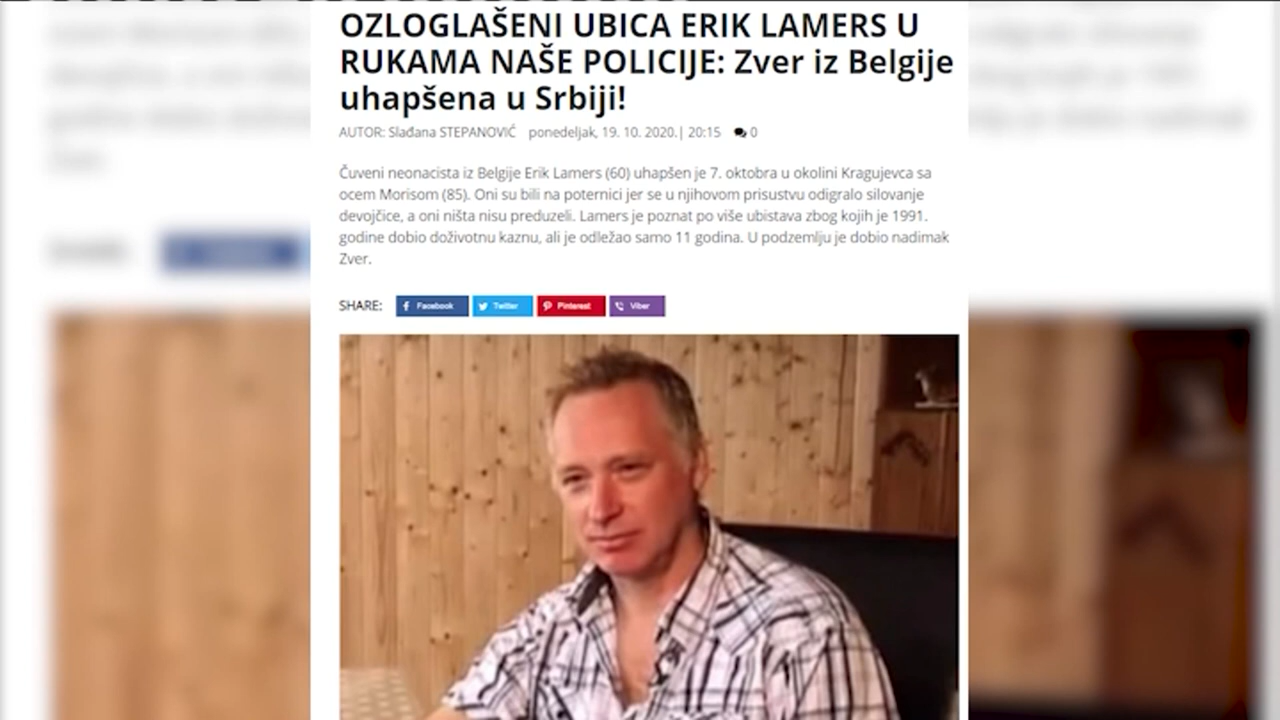 OZLOGLAŠENI UBICA ERIK LAMERS U
RUKAMA NAŠE POLICIJE: Zver iz Belgije
uhapšena u Srbiji!
AUTOR: Slađana STEPANOVIĆ ponedeljak, 19. 10. 2020.| 20:15 0
Čuveni neonacista iz Belgije Erik Lamers (60) uhapšen je 7. oktobra u okolini Kragujevca sa
ocem Morisom (85). Oni su bili na poternici jer se u njihovom prisustvu odigralo silovanje
devojčice, a oni ništa nisu preduzeli. Lamers je poznat po više ubistava zbog kojih je 1991.
godine dobio doživotnu kaznu, ali je odležao samo 11 godina. U podzemlju je dobio nadimak
Zver.
SHARE: Facebook Twitter Pinterest Viber